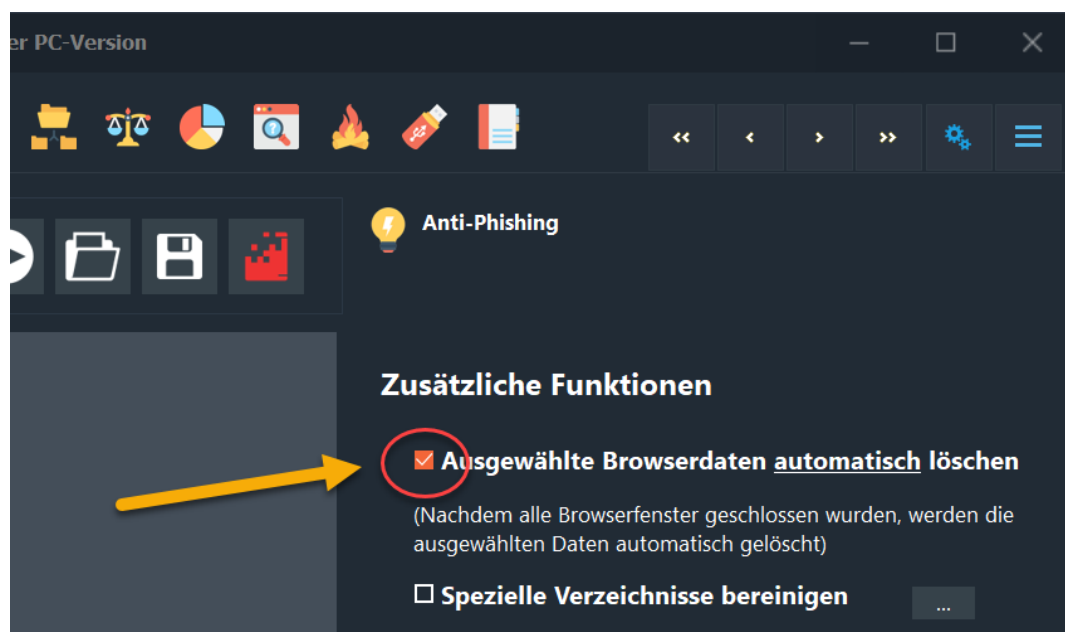 er PC-Version
Anti-Phishing
Zusätzliche Funktionen
Ausgewählte Browserdaten automatisch löschen
(Nachdem alle Browserfenster geschlossen wurden, werden die
ausgewählten Daten automatisch gelöscht)
Spezielle Verzeichnisse bereinigen
...